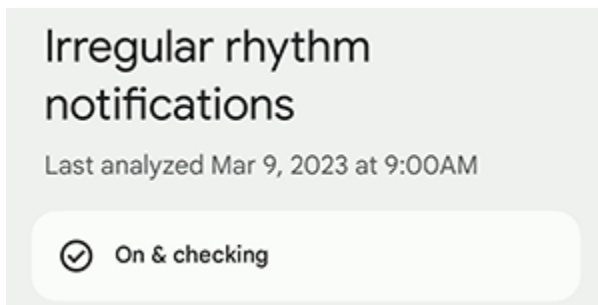 Irregular rhythm
notifications
Last analyzed Mar 9, 2023 at 9:00AM
On & checking